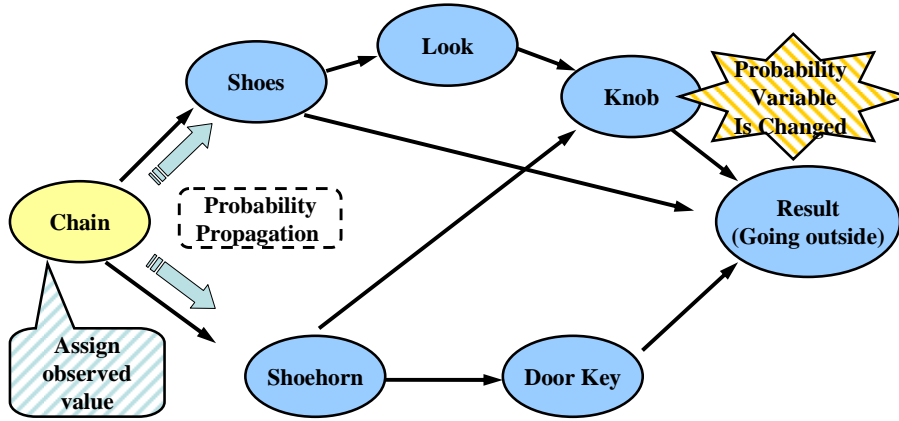 Look
Shoes
Knob
Probability
Variable
Is Changed
Chain
Probability
Propagation
Result
(Going outside)
Assign
observed
value
Shoehorn
Door Key